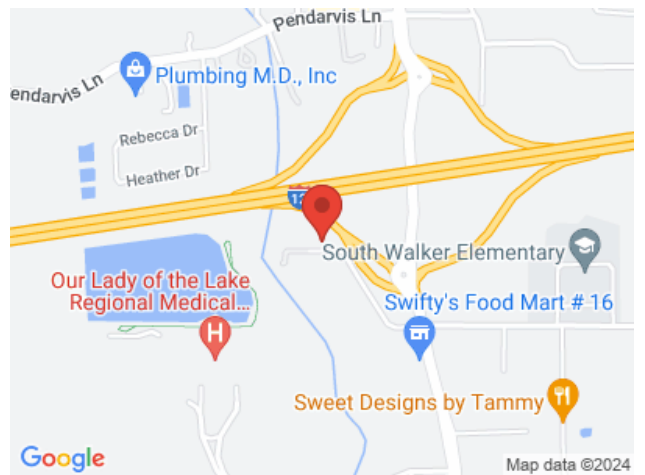 Pendarvis Ln
Plumbing M.D., Inc
endarvis Ln
Rebecca Dr
Heather Dr
12
South Walker Elementary
Our Lady of the Lake
Regional Medical...
H
Swifty's Food Mart # 16
Sweet Designs by Tammy
Google
Map data ©2024